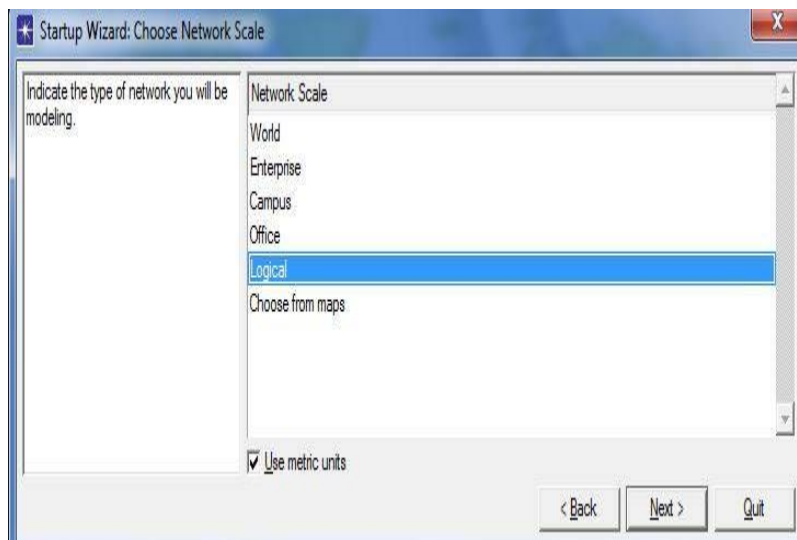 Startup Wizard: Choose Network Scale
X
Indicate the type of network you will be
modeling.
Network Scale
World
Enterprise
Campus
Office
Logical
Choose from maps
Use metric units
< Back
Next >
Quit